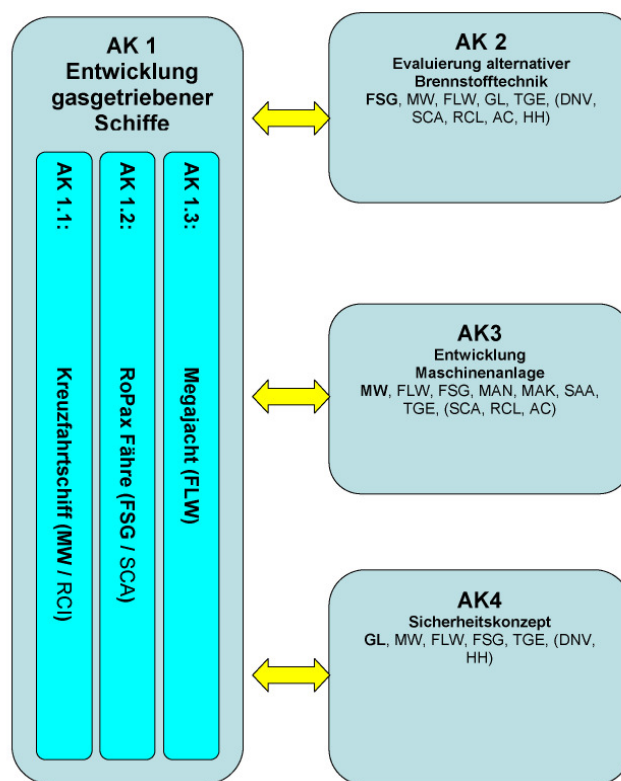 AK 1
Entwicklung
gasgetriebener
Schiffe
AK 1.1: Kreuzfahrtschiff (MW / RCI)
AK 1.2: RoPax Fähre (FSG / SCA)
AK 1.3: Megajacht (FLW)
AK 2
Evaluierung alternativer
Brennstofftechnik
FSG, MW, FLW, GL, TGE, (DNV,
SCA, RCL, AC, HH)
AK3
Entwicklung
Maschinenanlage
MW, FLW, FSG, MAN, MAK, SAA,
TGE, (SCA, RCL, AC)
AK4
Sicherheitskonzept
GL, MW, FLW, FSG, TGE, (DNV,
HH)